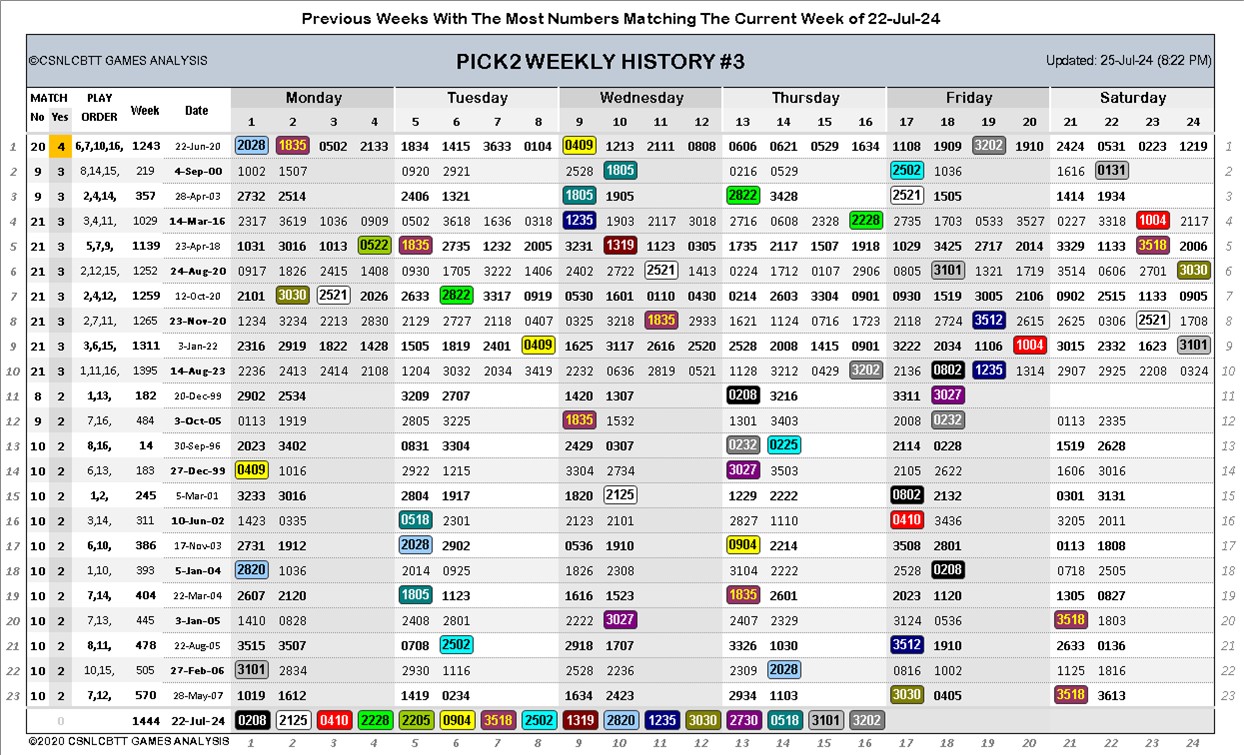 Previous Weeks With The Most Numbers Matching The Current Week of 22-Jul-24
©CSNLCBTT GAMES ANALYSIS PICK2 WEEKLY HISTORY #3 Updated: 25-Jul-24 (8:22 PM)
MATCH PLAY Week Date Monday Tuesday Wednesday Thursday Friday Saturday
No Yes ORDER 1 2 3 4 5 6 7 8 9 10 11 12 13 14 15 16 17 18 19 20 21 22 23 24
1 20 4 6,7,10,16, 1243 22-Jun-20 2028 1835 0502 2133 1834 1415 3633 0104 0409 1213 2111 0808 0606 0621 0529 1634 1108 1909 3202 1910 2424 0531 0223 1219 1
2 9 3 8,14,15, 219 4-Sep-00 1002 1507 0920 2921 2528 1805 0216 0529 2502 1036 1616 0131 2
3 9 3 2,4,14, 357 28-Apr-03 2732 2514 2406 1321 1805 1905 2822 3428 2521 1505 1414 1934 3
4 21 3 3,4,11, 1029 14-Mar-16 2317 3619 1036 0909 0502 3618 1636 0318 1235 1903 2117 3018 2716 0608 2328 2228 2735 1703 0533 3527 0227 3318 1004 2117 4
5 21 3 5,7,9, 1139 23-Apr-18 1031 3016 1013 0522 1835 2735 1232 2005 3231 1319 1123 0305 1735 2117 1507 1918 1029 3425 2717 2014 3329 1133 3518 2006 5
6 21 3 2,12,15, 1252 24-Aug-20 0917 1826 2415 1408 0930 1705 3222 1406 2402 2722 2521 1413 0224 1712 0107 2906 0805 3101 1321 1719 3514 0606 2701 3030 6
7 21 3 2,4,12, 1259 12-Oct-20 2101 3030 2521 2026 2633 2822 3317 0919 0530 1601 0110 0430 0214 2603 3304 0901 0930 1519 3005 2106 0902 2515 1133 0905 7
8 21 3 2,7,11, 1265 23-Nov-20 1234 3234 2213 2830 2129 2727 2118 0407 0325 3218 1835 2933 1621 1124 0716 1723 2118 2724 3512 2615 2625 0306 2521 1708 8
9 21 3 3,6,15, 1311 3-Jan-22 2316 2919 1822 1428 1505 1819 2401 0409 1625 3117 2616 2520 2528 2008 1415 0901 3222 2034 1106 1004 3015 2332 1623 3101 9
10 21 3 1,11,16, 1395 14-Aug-23 2236 2413 2414 2108 1204 3032 2034 3419 2232 0636 2819 0521 1128 3212 0429 3202 2136 0802 1235 1314 2907 2925 2208 0324 10
11 8 2 1,13, 182 20-Dec-99 2902 2534 3209 2707 1420 1307 0208 3216 3311 3027 11
12 9 2 7,16, 484 3-Oct-05 0113 1919 2805 3225 1835 1532 1301 3403 2008 0232 0113 2335 12
13 10 2 8,16, 14 30-Sep-96 2023 3402 0831 3304 2429 0307 0232 0225 2114 0228 1519 2628 13
14 10 2 6,13, 183 27-Dec-99 0409 1016 2922 1215 3304 2734 3027 3503 2105 2622 1606 3016 14
15 10 2 1,2, 245 5-Mar-01 3233 3016 2804 1917 1820 2125 1229 2222 0802 2132 0301 3131 15
16 10 2 3,14, 311 10-Jun-02 1423 0335 0518 2301 2123 2101 2827 1110 0410 3436 3205 2011 16
17 10 2 6,10, 386 17-Nov-03 2731 1912 2028 2902 0536 1910 0904 2214 3508 2801 0113 1808 17
18 10 2 1,10, 393 5-Jan-04 2820 1036 2014 0925 1826 2308 3104 2222 2528 0208 0718 2505 18
19 10 2 7,14, 404 22-Mar-04 2607 2120 1805 1123 1616 1523 1835 2601 2023 1120 1305 0827 19
20 10 2 7,13, 445 3-Jan-05 1410 0828 2408 2801 2222 3027 2407 2329 3124 0536 3518 1803 20
21 10 2 8,11, 478 22-Aug-05 3515 3507 0708 2502 2918 1707 3326 1030 3512 1910 2633 0136 21
22 10 2 10,15, 505 27-Feb-06 3101 2834 2930 1116 2528 2236 2309 2028 0816 1002 1125 1816 22
23 10 2 7,12, 570 28-May-07 1019 1612 1419 0234 1634 2423 2934 1103 3030 0405 3518 3613 23
0 1444 22-Jul-24 0208 2125 0410 2228 2205 0904 3518 2502 1319 2820 1235 3030 2730 0518 3101 3202
©2020 CSNLCBTT GAMES ANALYSIS 1 2 3 4 5 6 7 8 9 10 11 12 13 14 15 16 17 18 19 20 21 22 23 24